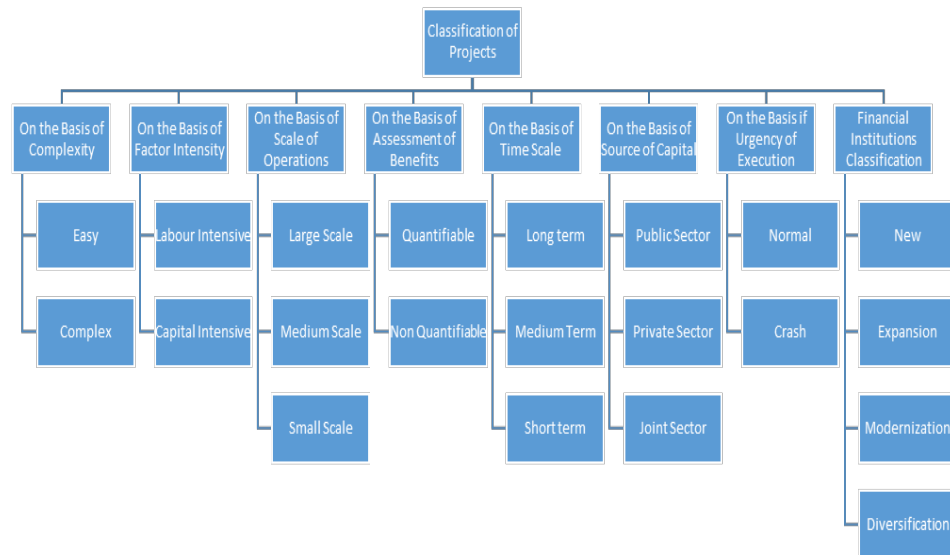 Classification of
Projects
On the Basis of
Complexity
On the Basis of
Factor Intensity
On the Basis of
Scale of
Operations
On the Basis of
Assessment of
Benefits
On the Basis of
Time Scale
On the Basis of
Source of Capital
On the Basis if
Urgency of
Execution
Financial
Institutions
Classification
Easy
Labour Intensive
Large Scale
Quantifiable
Long term
Public Sector
Normal
New
Complex
Capital Intensive
Medium Scale
Non Quantifiable
Medium Term
Private Sector
Crash
Expansion
Small Scale
Short term
Joint Sector
Modernization
Diversification